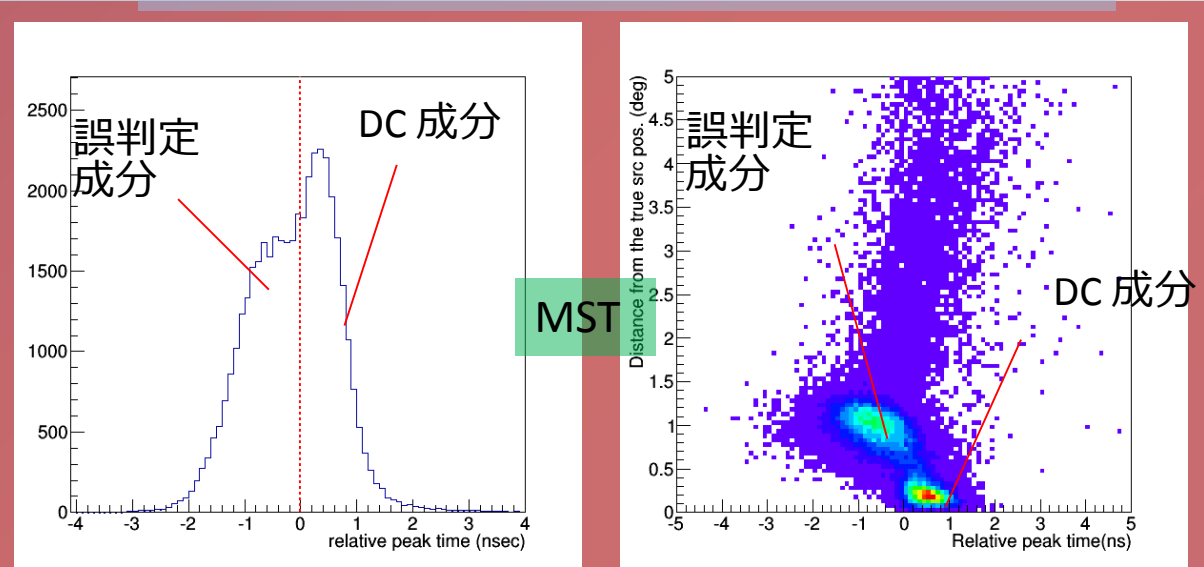 2500
2000
1500
1000
500
0
誤判定
成分
DC 成分
-4 -3 -2 -1 0 1 2 3 4
relative peak time (nsec)
MST
Distance from the true src pos. (deg)
5
4.5
4
3.5
3
2.5
2
1.5
1
0.5
0
誤判定
成分
DC 成分
-5 -4 -3 -2 -1 0 1 2 3 4 5
Relative peak time(ns)